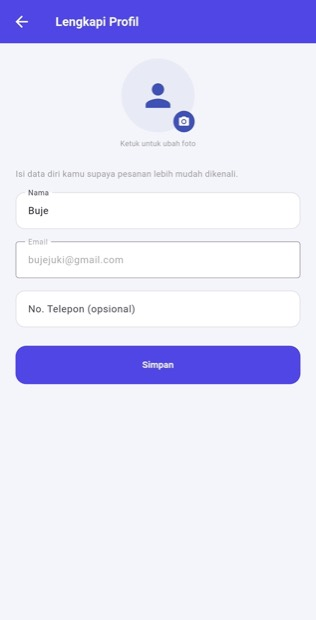 Lengkapi Profil
Ketuk untuk ubah foto
Isi data diri kamu supaya pesanan lebih mudah dikenali.
Nama
Buje
Email
bujejuki@gmail.com
No. Telepon (opsional)
Simpan